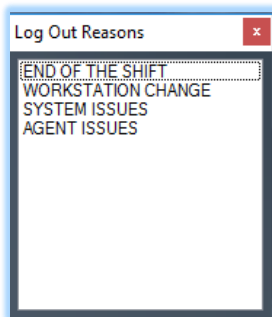 Log Out Reasons
x
END OF THE SHIFT
WORKSTATION CHANGE
SYSTEM ISSUES
AGENT ISSUES